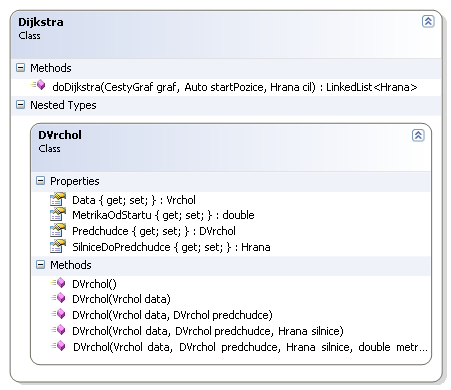 Dijkstra
Class
Methods
doDijkstra(CestyGraf graf, Auto startPozice, Hrana cil) : LinkedList<Hrana>
Nested Types
DVrchol
Class
Properties
Data { get; set; } : Vrchol
MetrikaOdStartu { get; set; } : double
Predchudce { get; set; } : DVrchol
SilniceDoPredchudce { get; set; } : Hrana
Methods
DVrchol()
DVrchol(Vrchol data)
DVrchol(Vrchol data, DVrchol predchudce)
DVrchol(Vrchol data, DVrchol predchudce, Hrana silnice)
DVrchol(Vrchol data, DVrchol predchudce, Hrana silnice, double metr...